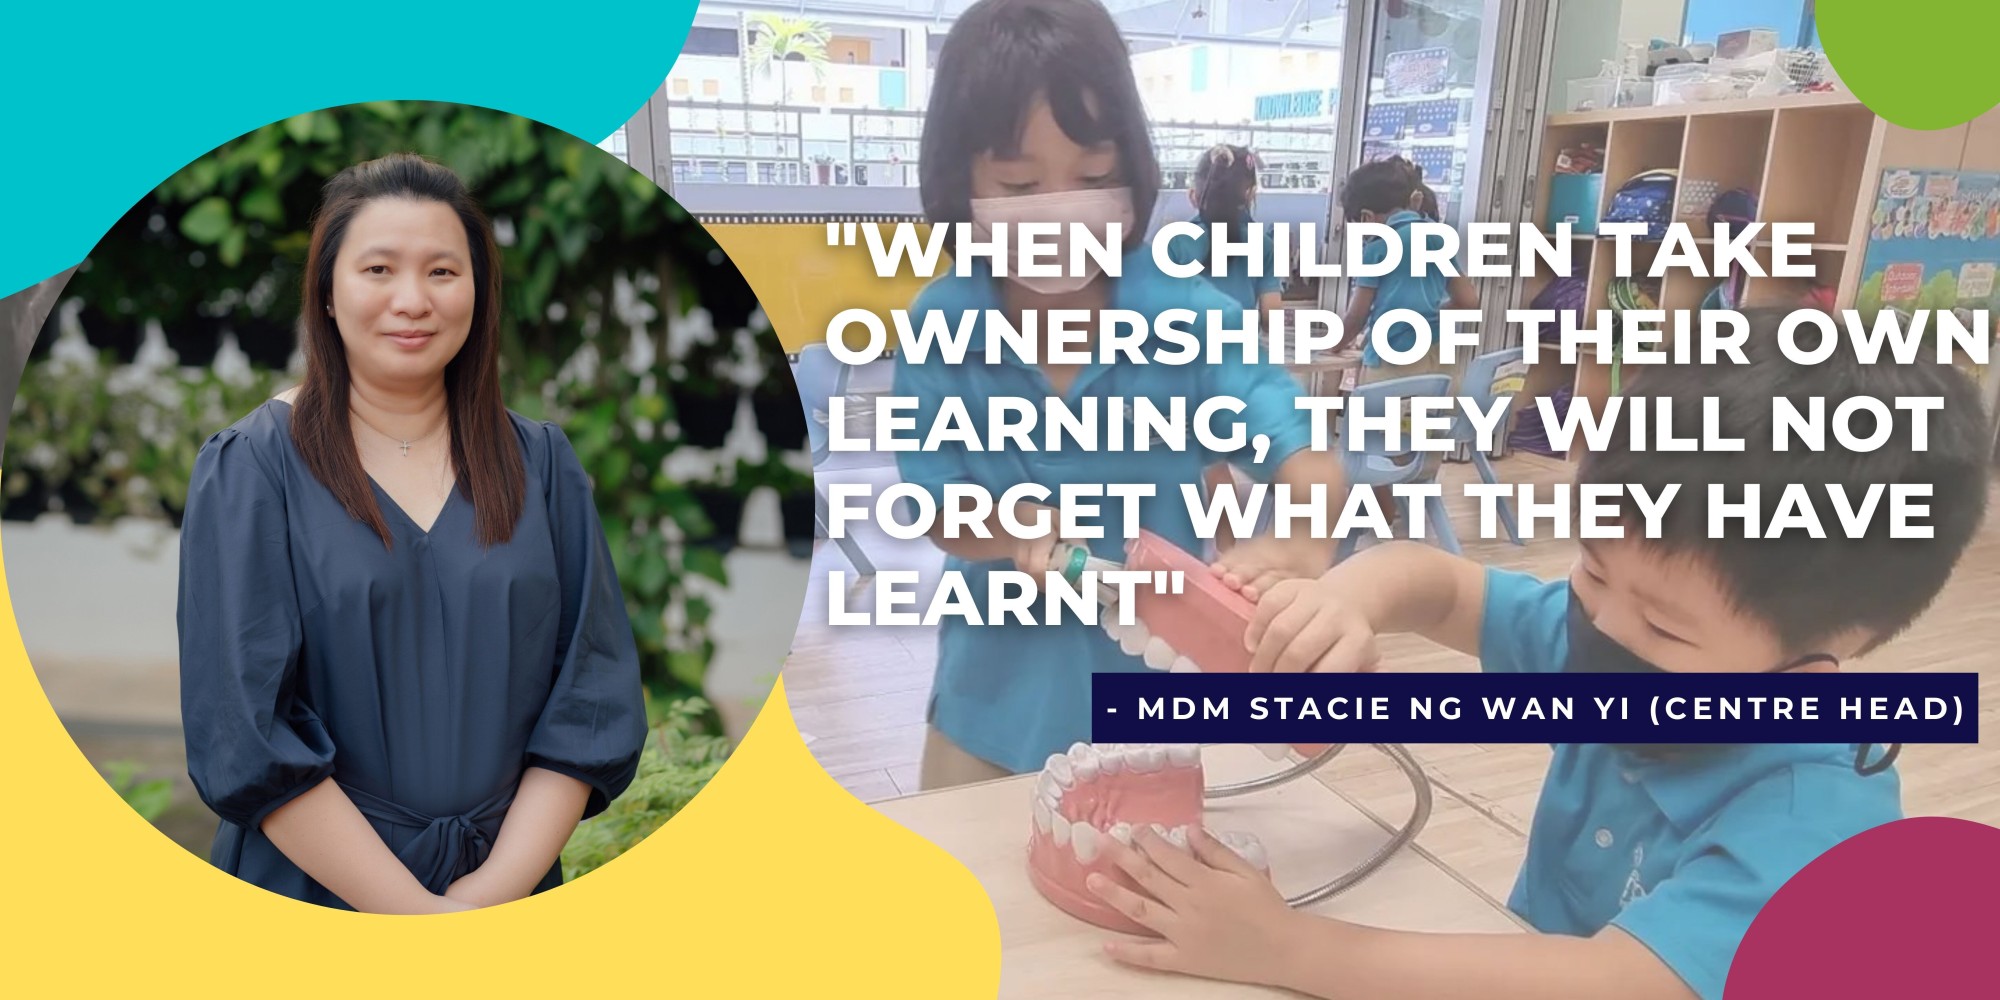 "WHEN CHILDREN TAKE
OWNERSHIP OF THEIR OWN
LEARNING, THEY WILL NOT
FORGET WHAT THEY HAVE
LEARNT"
- MDM STACIE NG WAN YI (CENTRE HEAD)
KNOWLEDGE